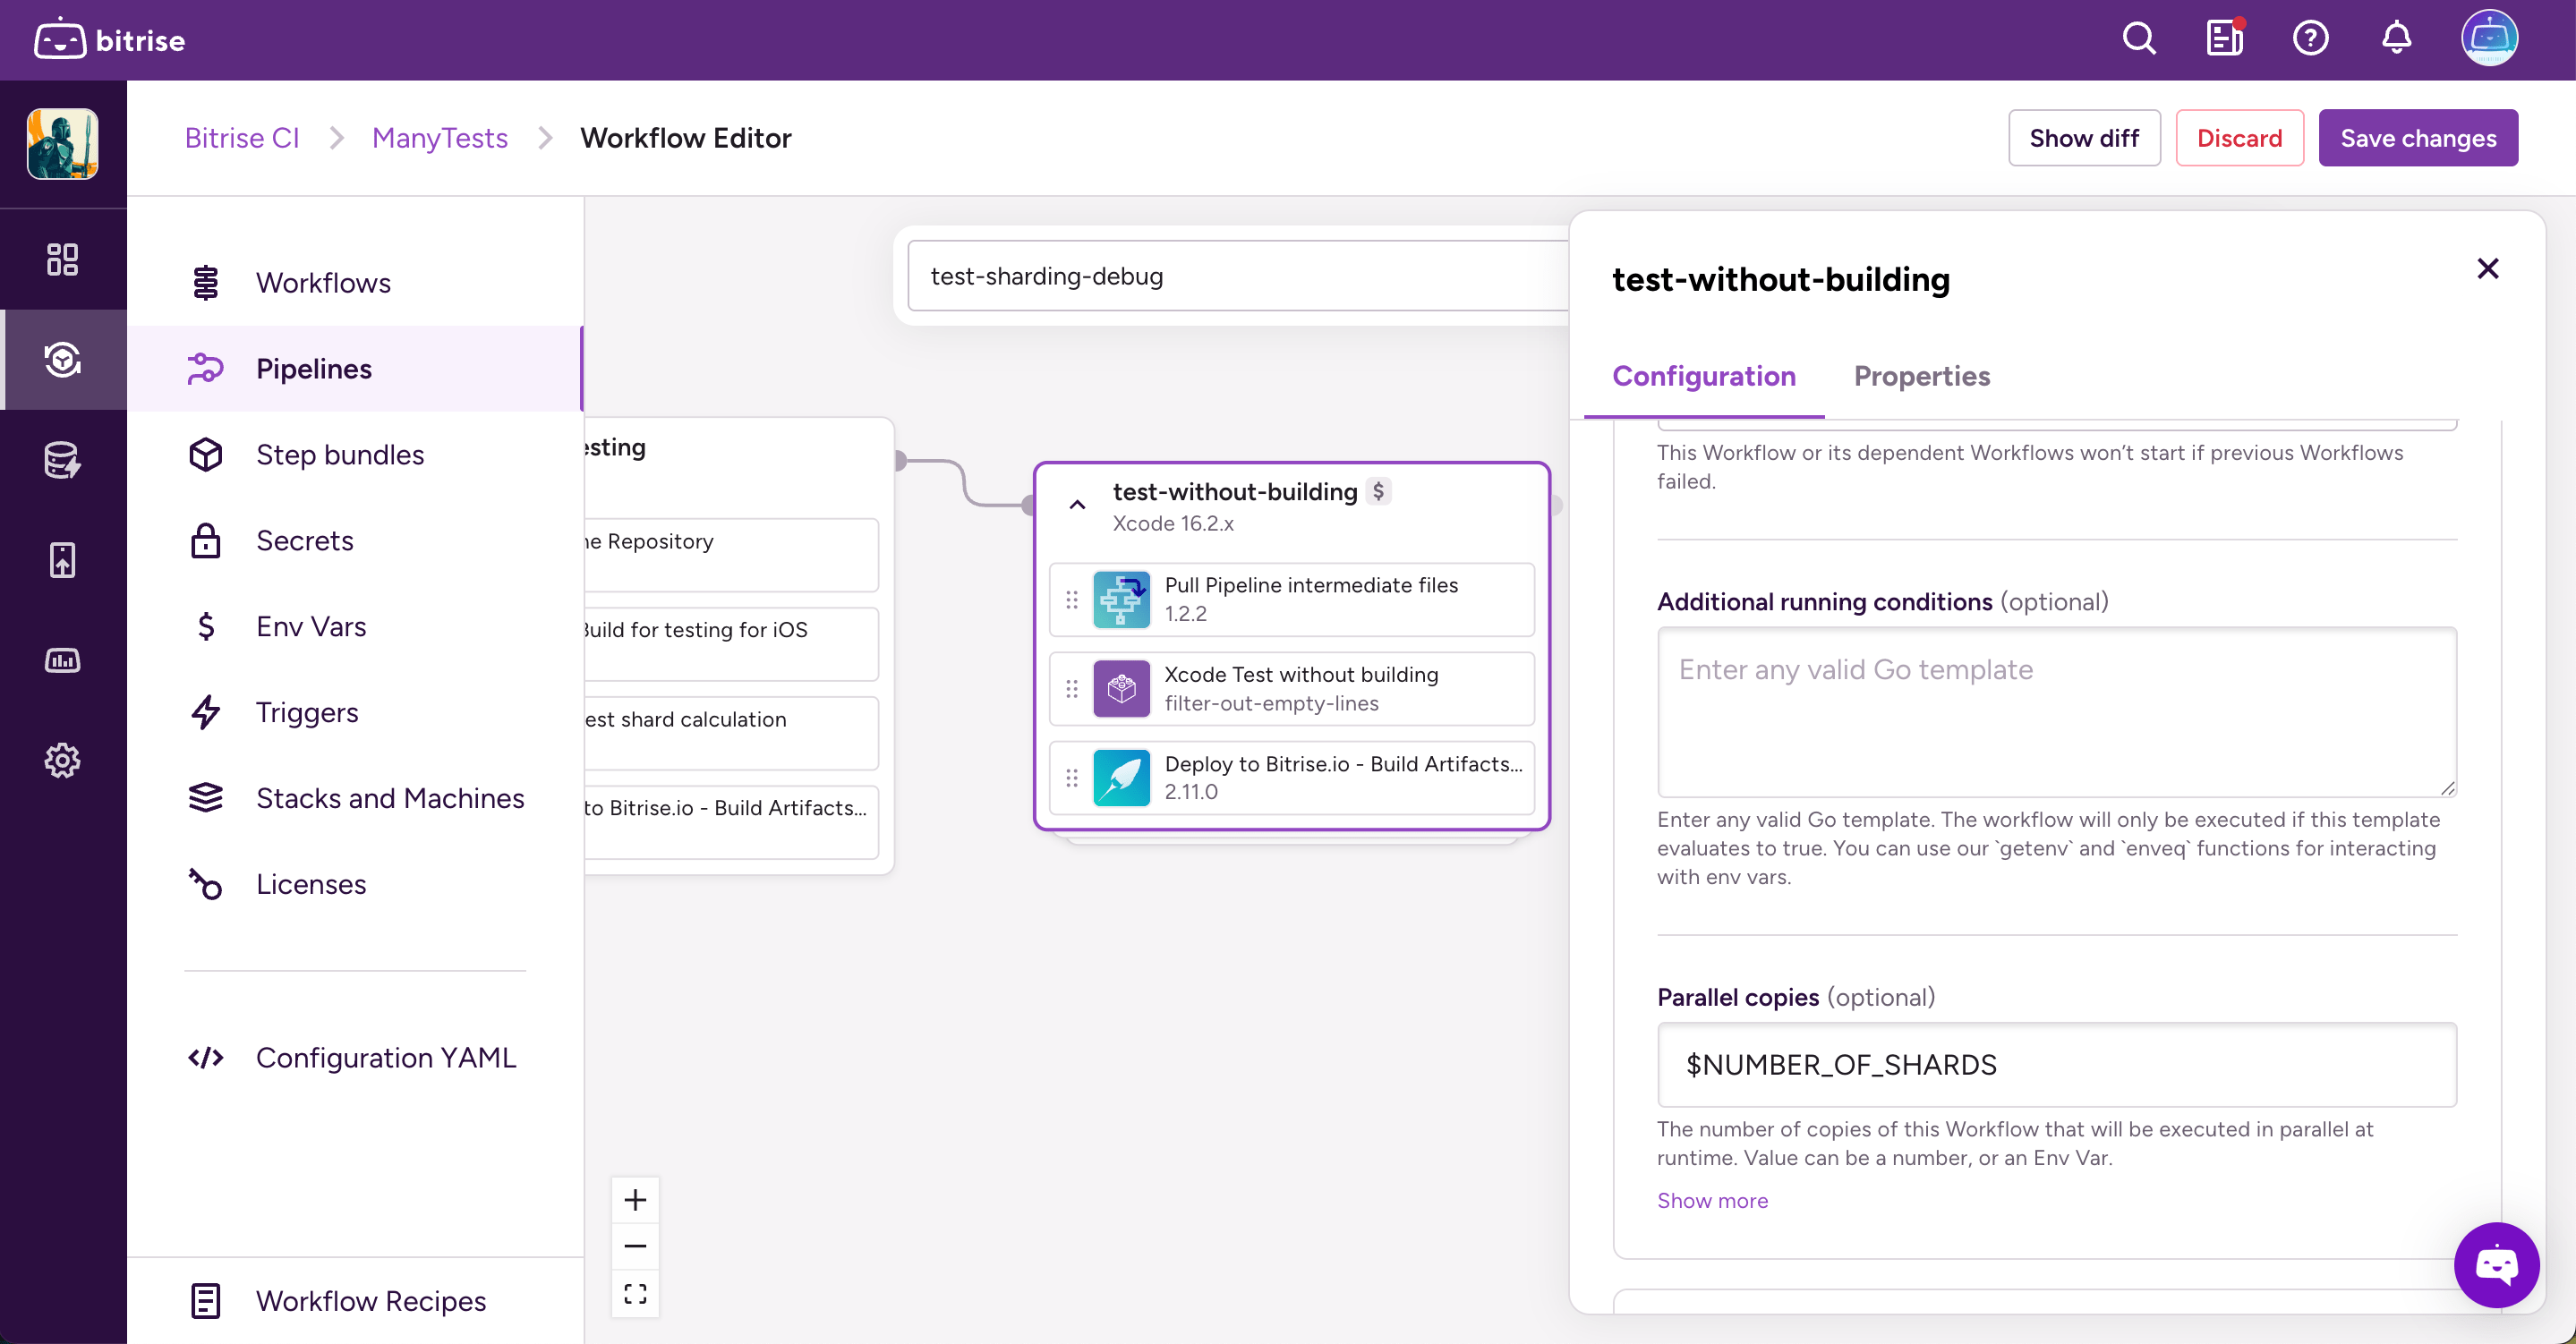 bitrise
Bitrise CI
ManyTests
Workflow Editor
Show diff
Discard
Save changes
Workflows
Pipelines
Step bundles
Secrets
$
Env Vars
Triggers
Stacks and Machines
Licenses
</>
Configuration YAML
Workflow Recipes
test-sharding-debug
esting
ne Repository
Build for testing for iOS
est shard calculation
to Bitrise.io - Build Artifacts...
test-without-building $
Xcode 16.2.x
Pull Pipeline intermediate files
1.2.2
Xcode Test without building
filter-out-empty-lines
Deploy to Bitrise.io - Build Artifacts...
2.11.0
test-without-building
Configuration
Properties
This Workflow or its dependent Workflows won’t start if previous Workflows
failed.
Additional running conditions (optional)
Enter any valid Go template
Enter any valid Go template. The workflow will only be executed if this template
evaluates to true. You can use our `getenv` and `enveq` functions for interacting
with env vars.
Parallel copies (optional)
$NUMBER_OF_SHARDS
The number of copies of this Workflow that will be executed in parallel at
runtime. Value can be a number, or an Env Var.
Show more